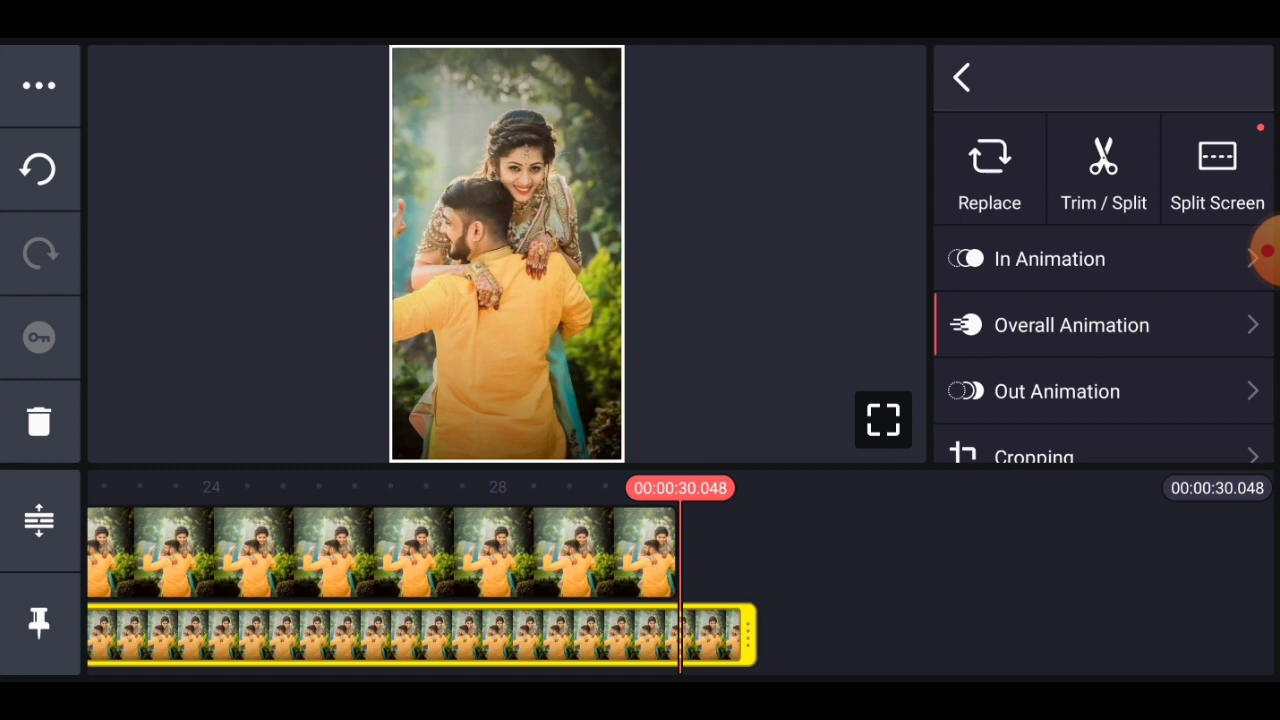 Replace
Trim / Split
Split Screen
In Animation
Overall Animation
Out Animation
Cropping
24
28
00:00:30.048
00:00:30.048